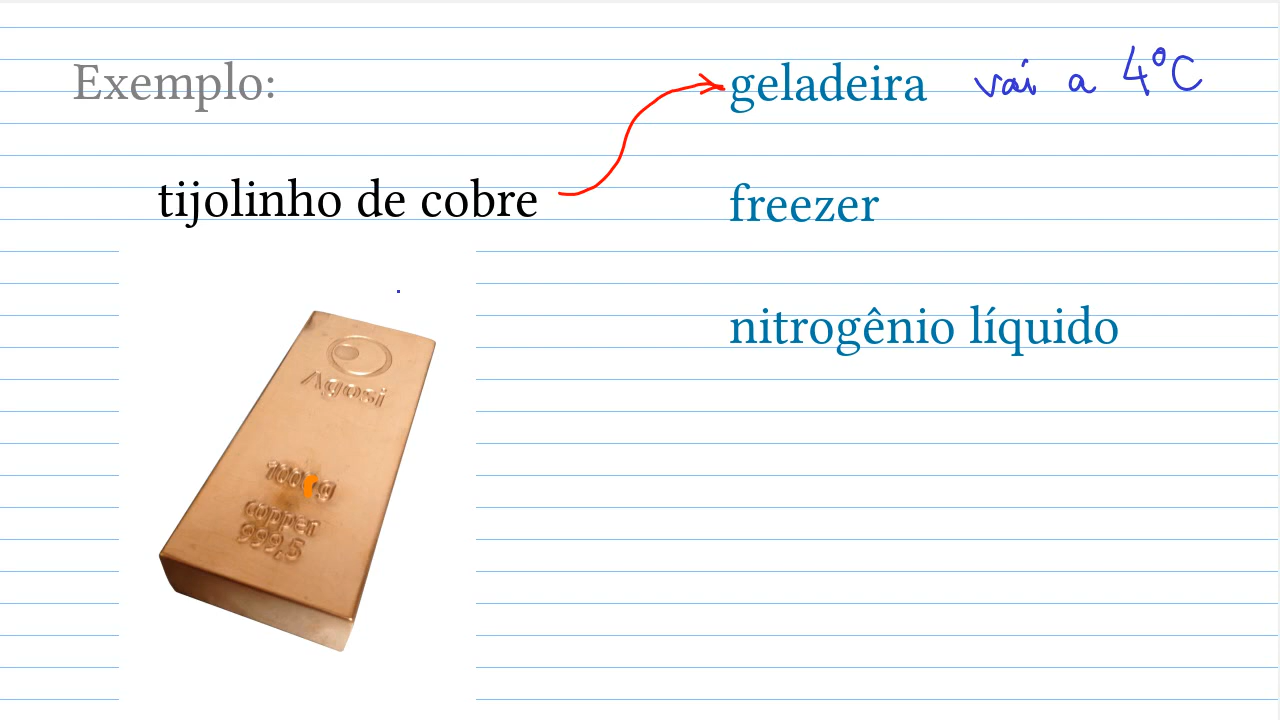 Exemplo:
geladeira vai a 4°C
tijolinho de cobre
freezer
nitrogênio líquido
Agosi
copper
999,5